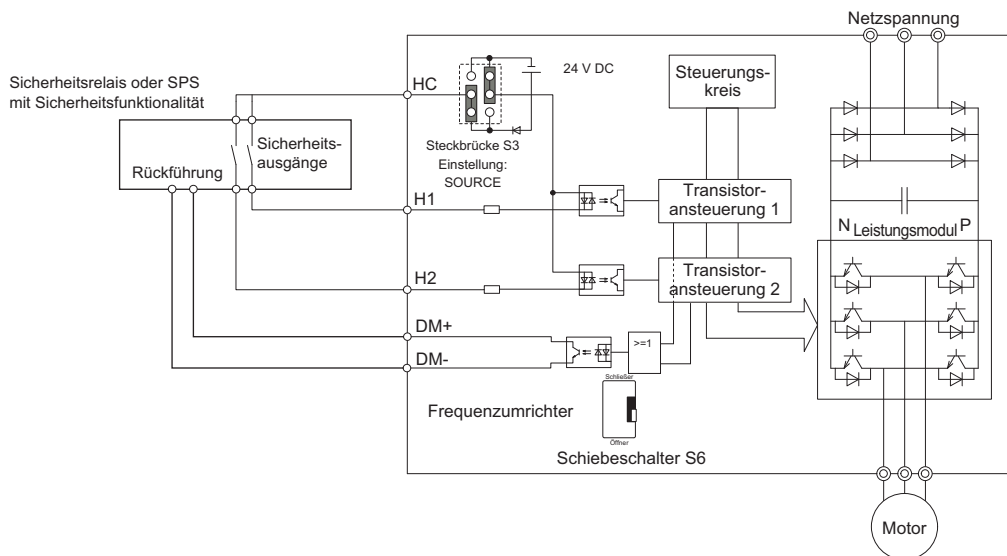 Netzspannung
Sicherheitsrelais oder SPS
mit Sicherheitsfunktionalität
HC
24 V DC
Steuerungs-
kreis
Sicherheits-
ausgänge
Rückführung
Steckbrücke S3
Einstellung:
SOURCE
H1
Transistor-
ansteuerung 1
N Leistungsmodul P
H2
Transistor-
ansteuerung 2
DM+
DM-
>=1
Schließer
Öffner
Frequenzumrichter
Schiebeschalter S6
Motor